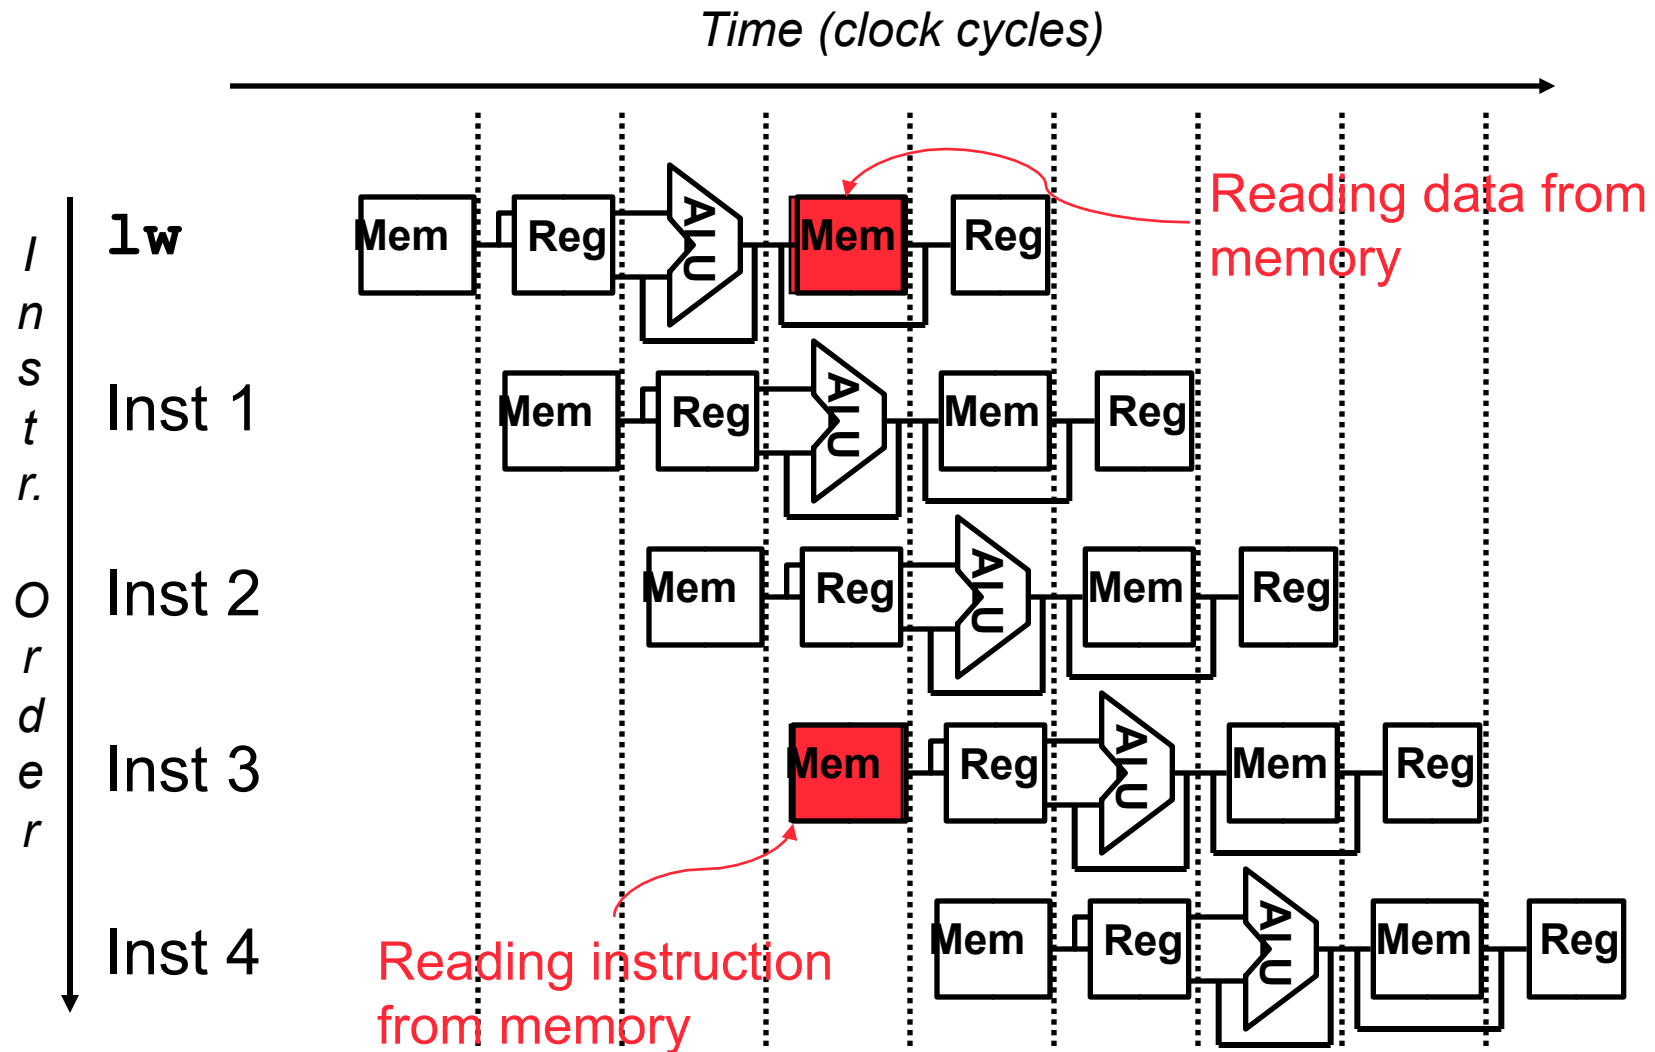 Time (clock cycles)
Instr. Order
lw Mem Reg ALU Mem Reg
Reading data from
memory
Inst 1 Mem Reg ALU Mem Reg
Inst 2 Mem Reg ALU Mem Reg
Inst 3 Mem Reg ALU Mem Reg
Inst 4 Mem Reg ALU Mem Reg
Reading instruction
from memory